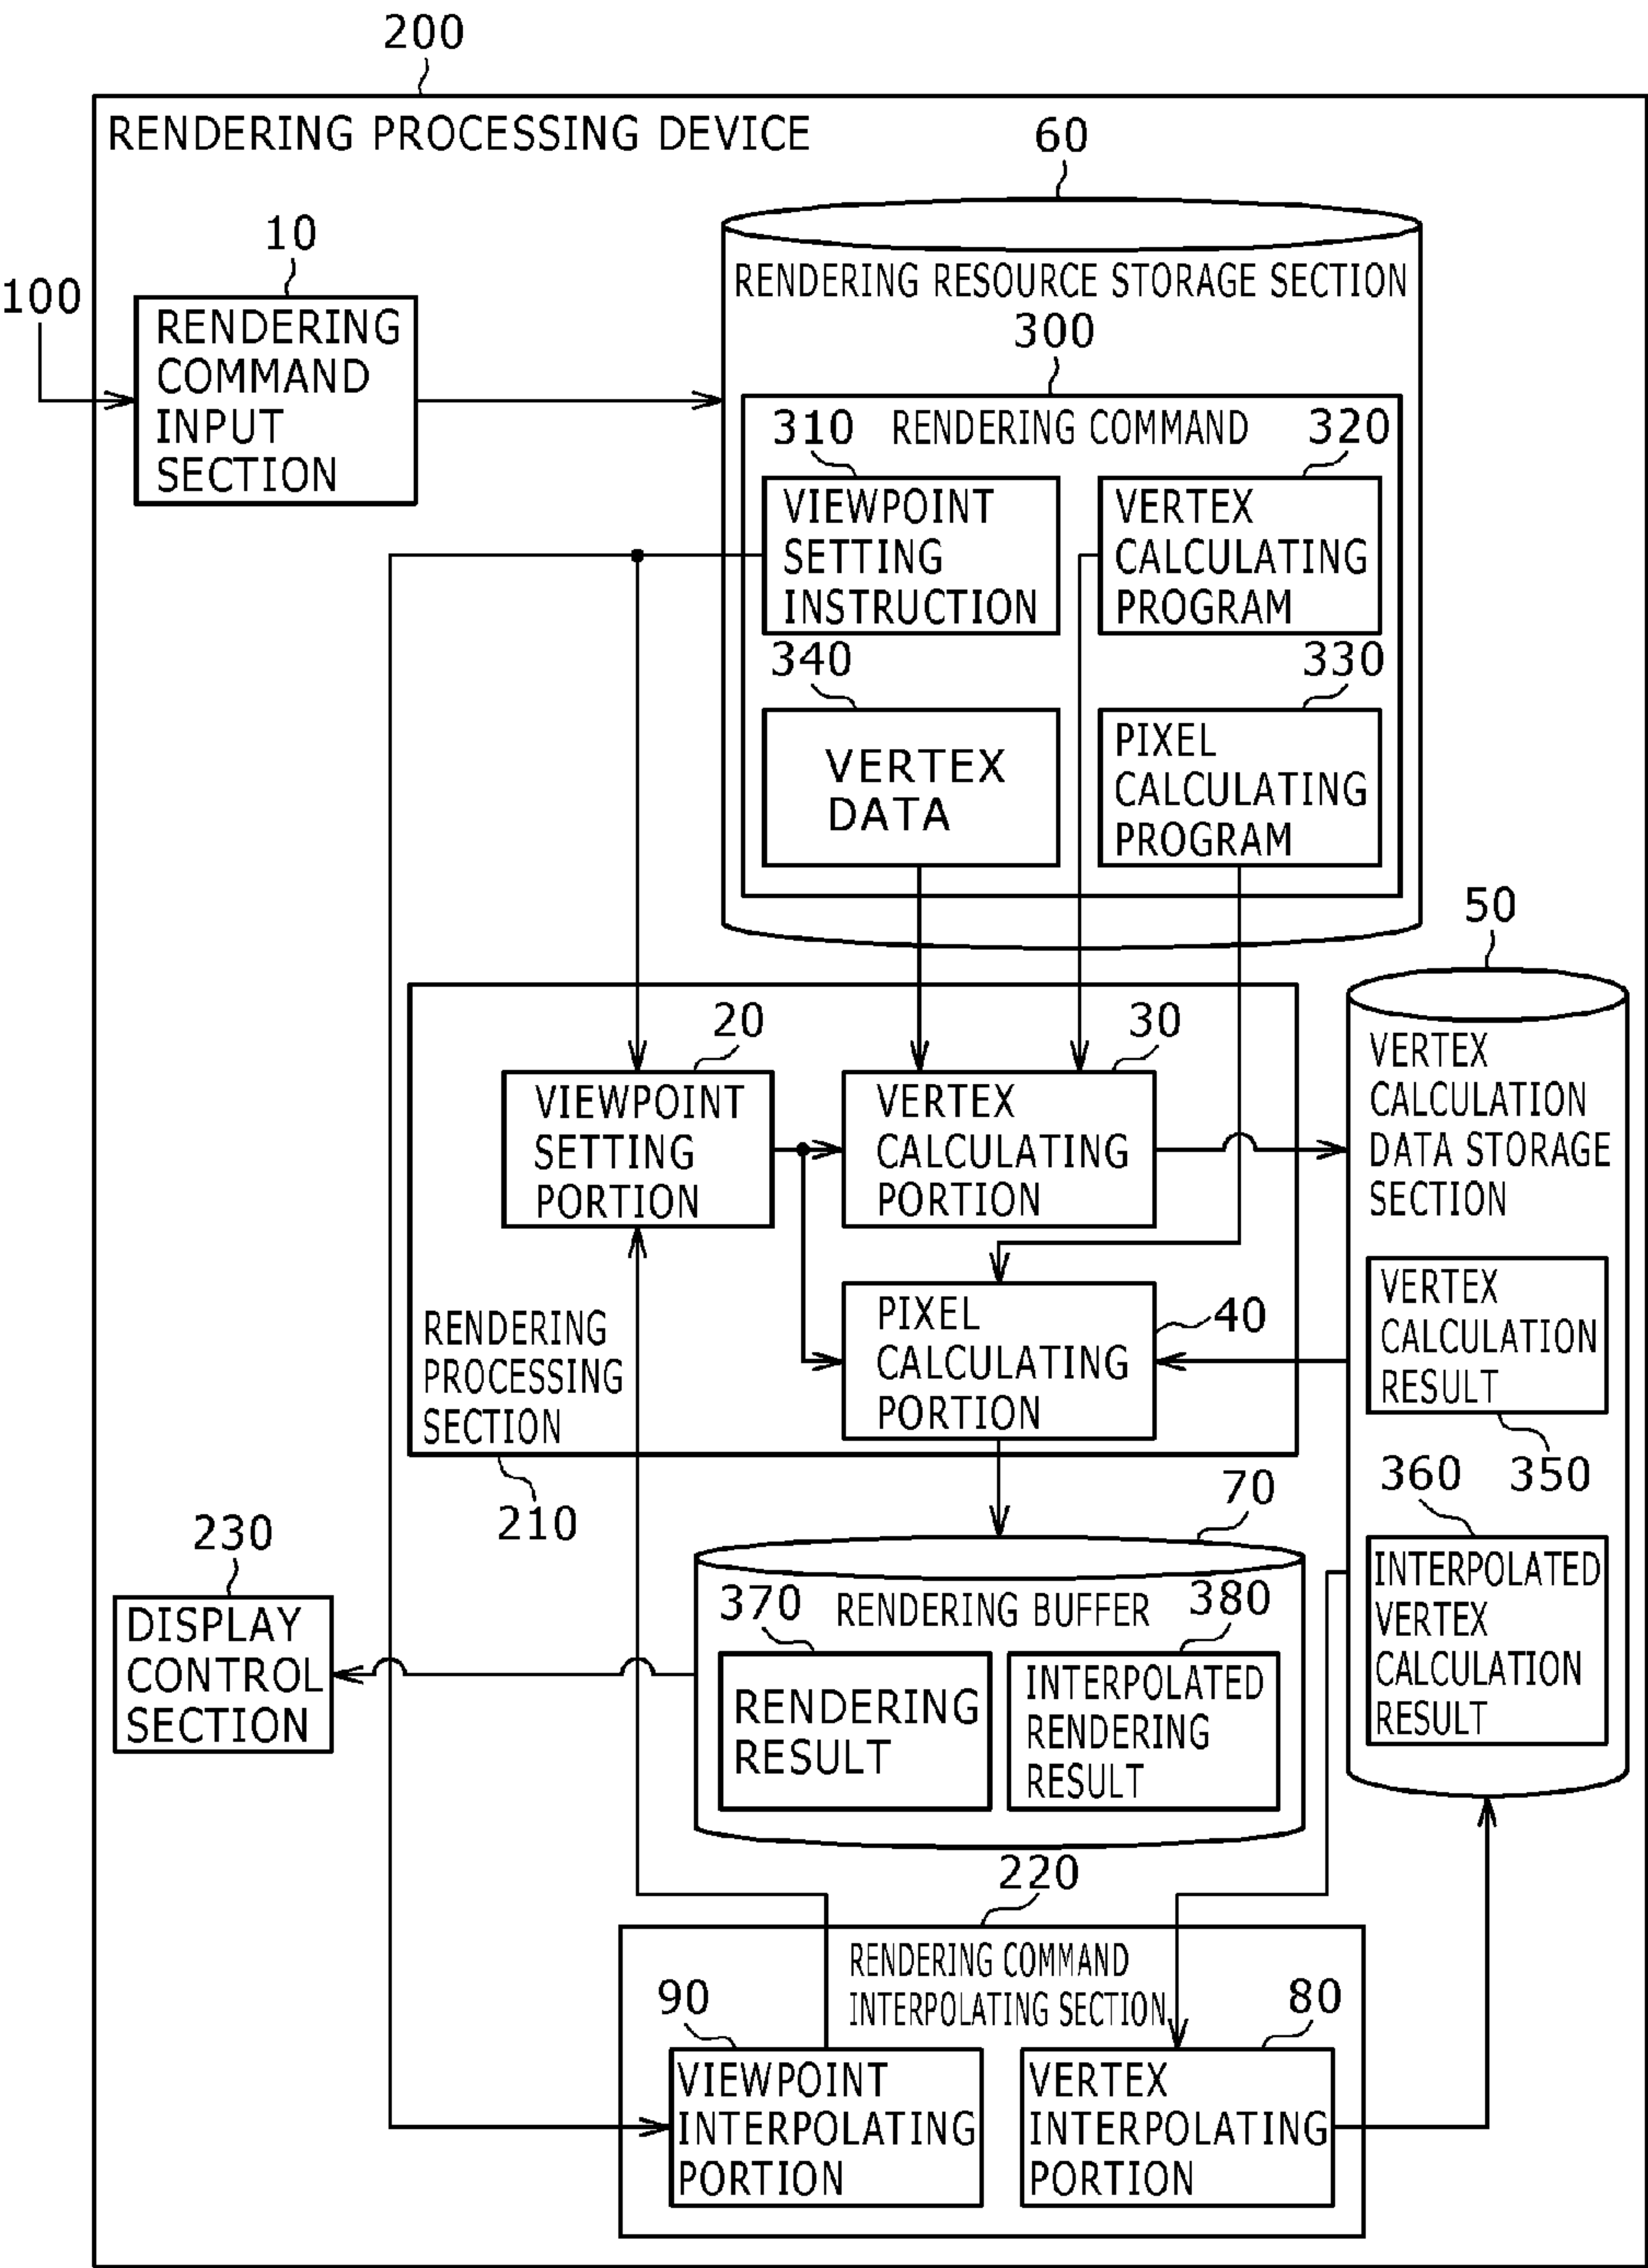 200
RENDERING PROCESSING DEVICE
60
10
100
RENDERING
COMMAND
INPUT
SECTION
RENDERING RESOURCE STORAGE SECTION
300
310
RENDERING COMMAND
320
VIEWPOINT
SETTING
INSTRUCTION
VERTEX
CALCULATING
PROGRAM
340
330
VERTEX
DATA
PIXEL
CALCULATING
PROGRAM
50
VERTEX
CALCULATION
DATA STORAGE
SECTION
20
30
VIEWPOINT
SETTING
PORTION
VERTEX
CALCULATING
PORTION
40
PIXEL
CALCULATING
PORTION
RENDERING
PROCESSING
SECTION
210
VERTEX
CALCULATION
RESULT
350
360
INTERPOLATED
VERTEX
CALCULATION
RESULT
70
230
DISPLAY
CONTROL
SECTION
370
RENDERING BUFFER
380
RENDERING
RESULT
INTERPOLATED
RENDERING
RESULT
220
RENDERING COMMAND
INTERPOLATING SECTION
90
80
VIEWPOINT
INTERPOLATING
PORTION
VERTEX
INTERPOLATING
PORTION